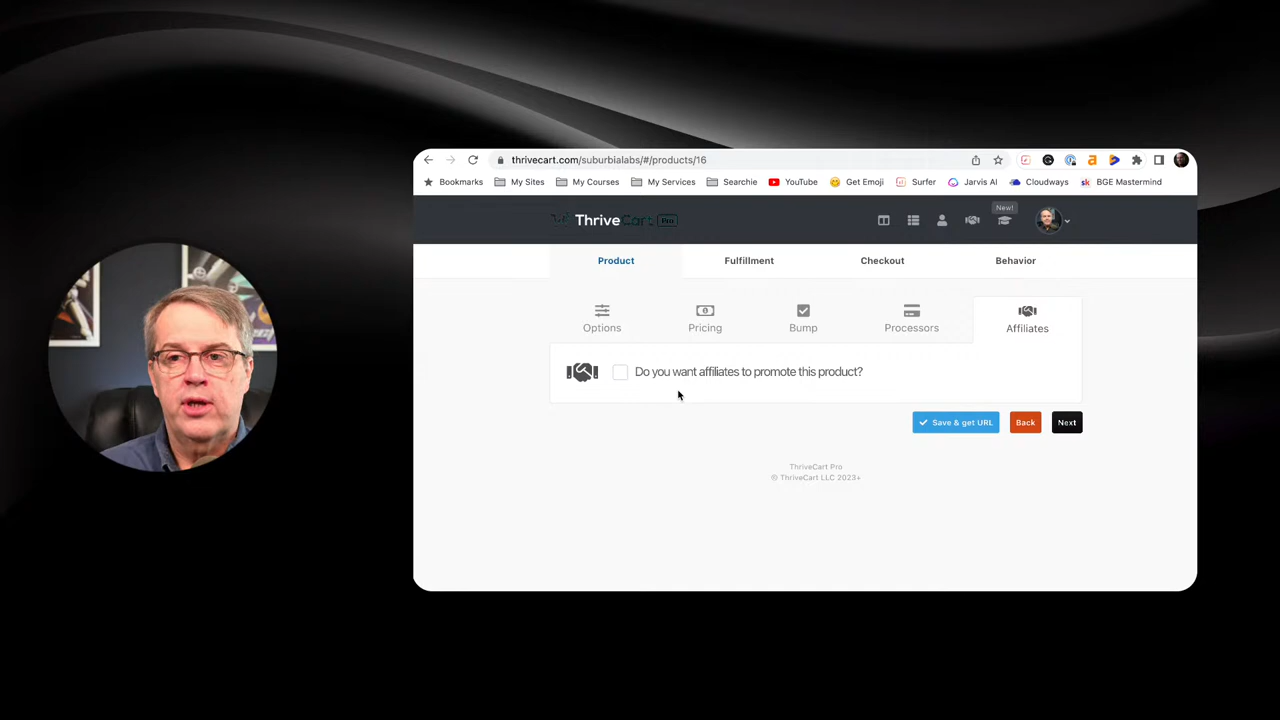 thrivecart.com/suburbialabs/#/products/16
Bookmarks My Sites My Courses My Services Searchie YouTube Get Emoji Surfer Jarvis AI Cloudways BGE Mastermind
ThriveCart Pro
New!
Product Fulfillment Checkout Behavior
Options Pricing Bump Processors Affiliates
Do you want affiliates to promote this product?
Save & get URL Back Next
ThriveCart Pro
© ThriveCart LLC 2023+